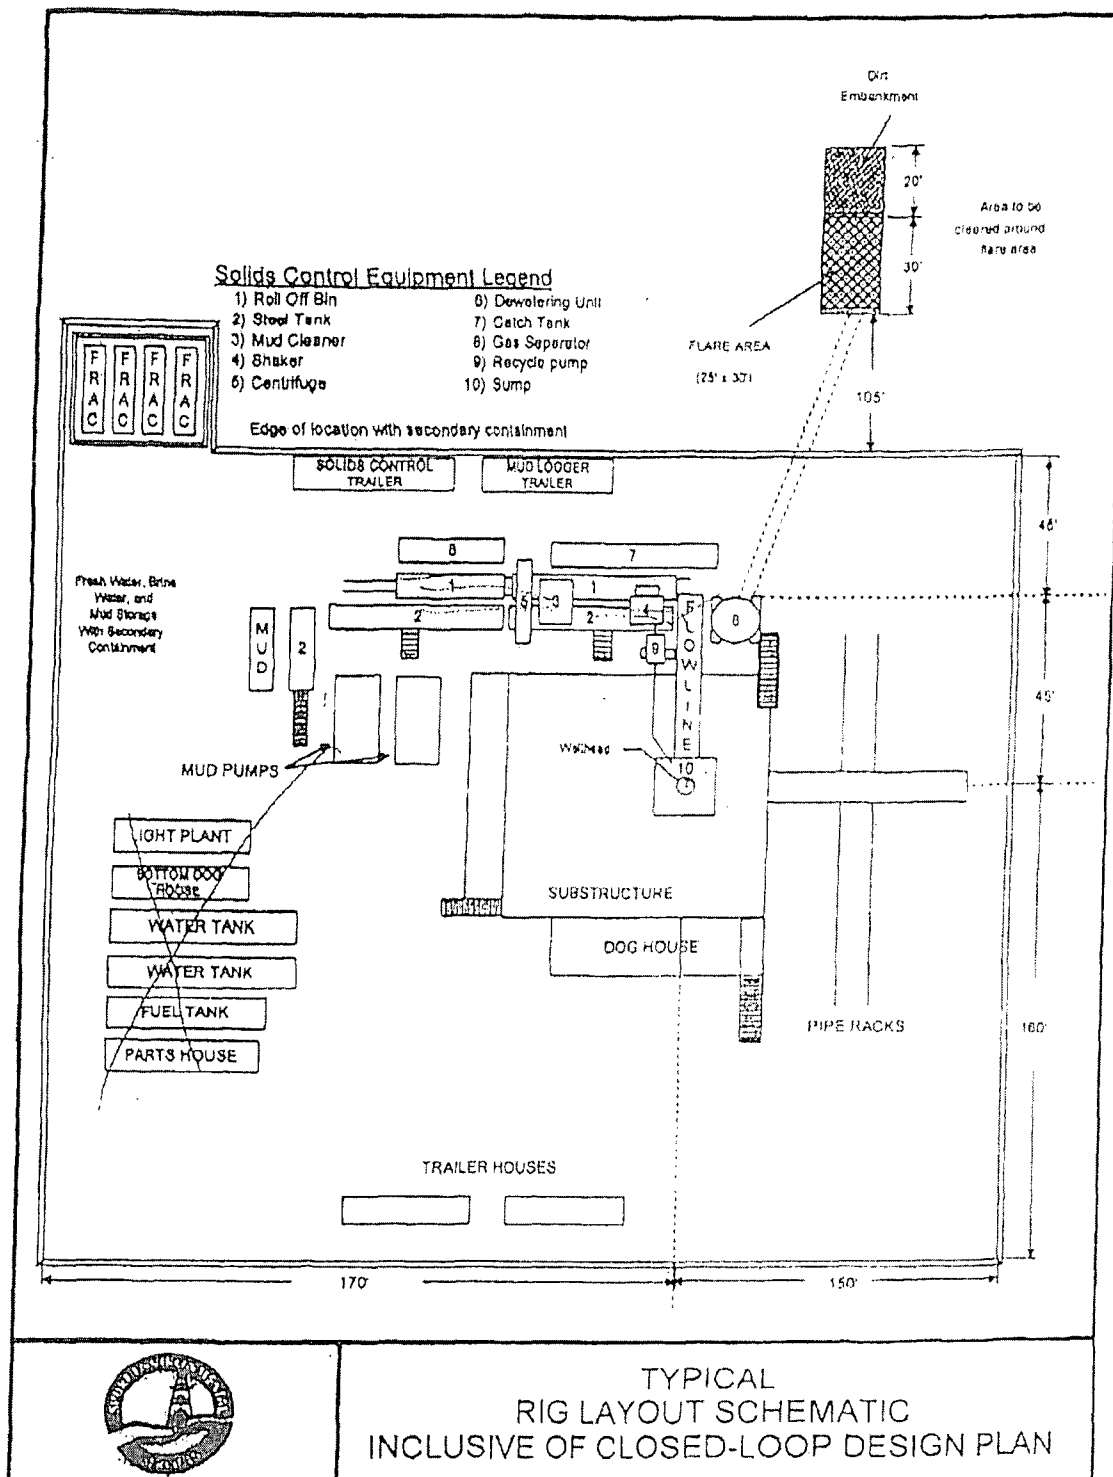 Dirt
Embankment
20'
Area to be
cleared around
flare area
30'
Solids Control Equipment Legend
1) Roll Off Bin
2) Steel Tank
3) Mud Cleaner
4) Shaker
5) Centrifuge
6) Dewatering Unit
7) Catch Tank
8) Gas Separator
9) Recycle pump
10) Sump
FLARE AREA
(25' x 30')
105'
FRAC
FRAC
FRAC
FRAC
Edge of location with secondary containment
SOLIDS CONTROL
TRAILER
MUD LOGGER
TRAILER
45'
6
7
1
5
3
1
4
8
Fresh Water, Brine
Water, and
Mud Storage
With Secondary
Containment
MUD
2
2
2
9
FLOWLINE
45'
Wellhead
10
MUD PUMPS
LIGHT PLANT
BOTTOM DOG
HOUSE
WATER TANK
WATER TANK
FUEL TANK
PARTS HOUSE
SUBSTRUCTURE
DOG HOUSE
PIPE RACKS
160'
TRAILER HOUSES
170'
150'
TYPICAL
RIG LAYOUT SCHEMATIC
INCLUSIVE OF CLOSED-LOOP DESIGN PLAN